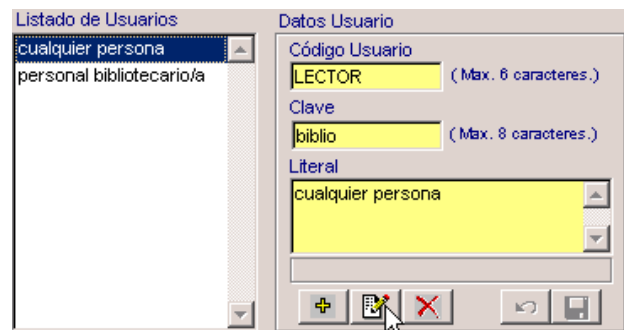 Listado de Usuarios
cualquier persona
personal bibliotecario/a
Datos Usuario
Código Usuario
LECTOR (Max. 6 caracteres.)
Clave
biblio (Max. 8 caracteres.)
Literal
cualquier persona